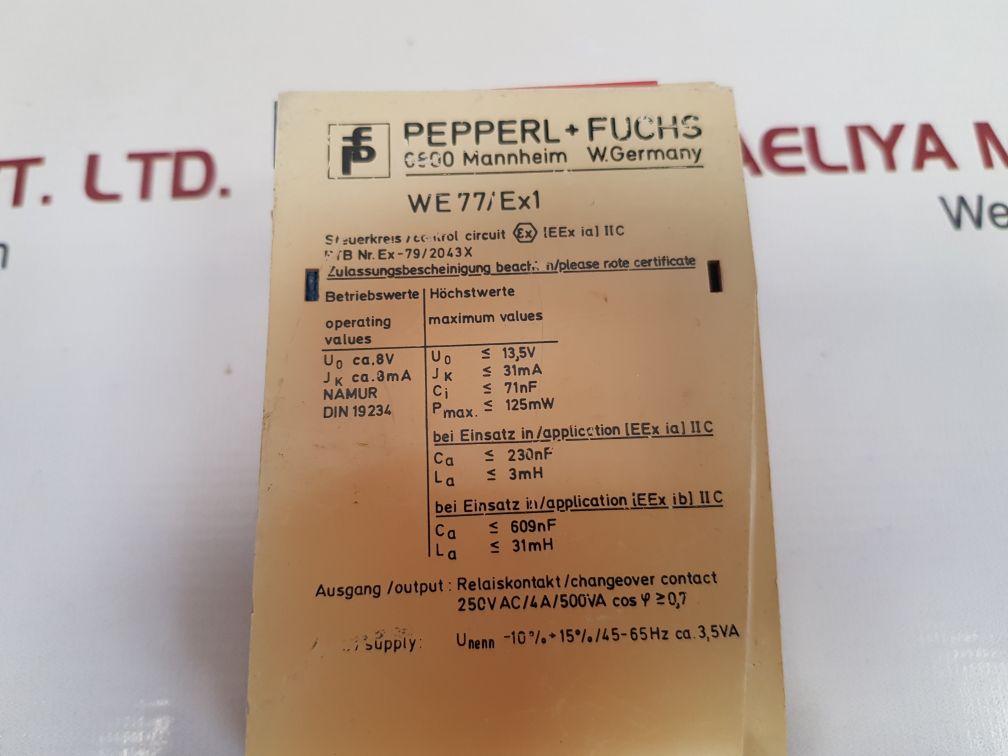 PEPPERL + FUCHS
6800 Mannheim W.Germany
WE 77/Ex1
Steuerkreis/control circuit Ex [EEx ia] IIC
PTB Nr. Ex-79/2043X
Zulassungsbescheinigung beachten/please note certificate
Betriebswerte Höchstwerte
operating maximum values
values
U0 ca.8V U0 ≤ 13,5V
JK ca.8mA JK ≤ 31mA
NAMUR Ci ≤ 71nF
DIN 19234 Pmax. ≤ 125mW
bei Einsatz in/application [EEx ia] IIC
Ca ≤ 230nF
La ≤ 3mH
bei Einsatz in/application [EEx ib] IIC
Ca ≤ 609nF
La ≤ 31mH
Ausgang/output: Relaiskontakt/changeover contact
250V AC/4A/500VA cos φ ≥ 0,7
/supply: Unenn -10%+15%/45-65Hz ca. 3,5VA
T. LTD.
AELIYA M
We